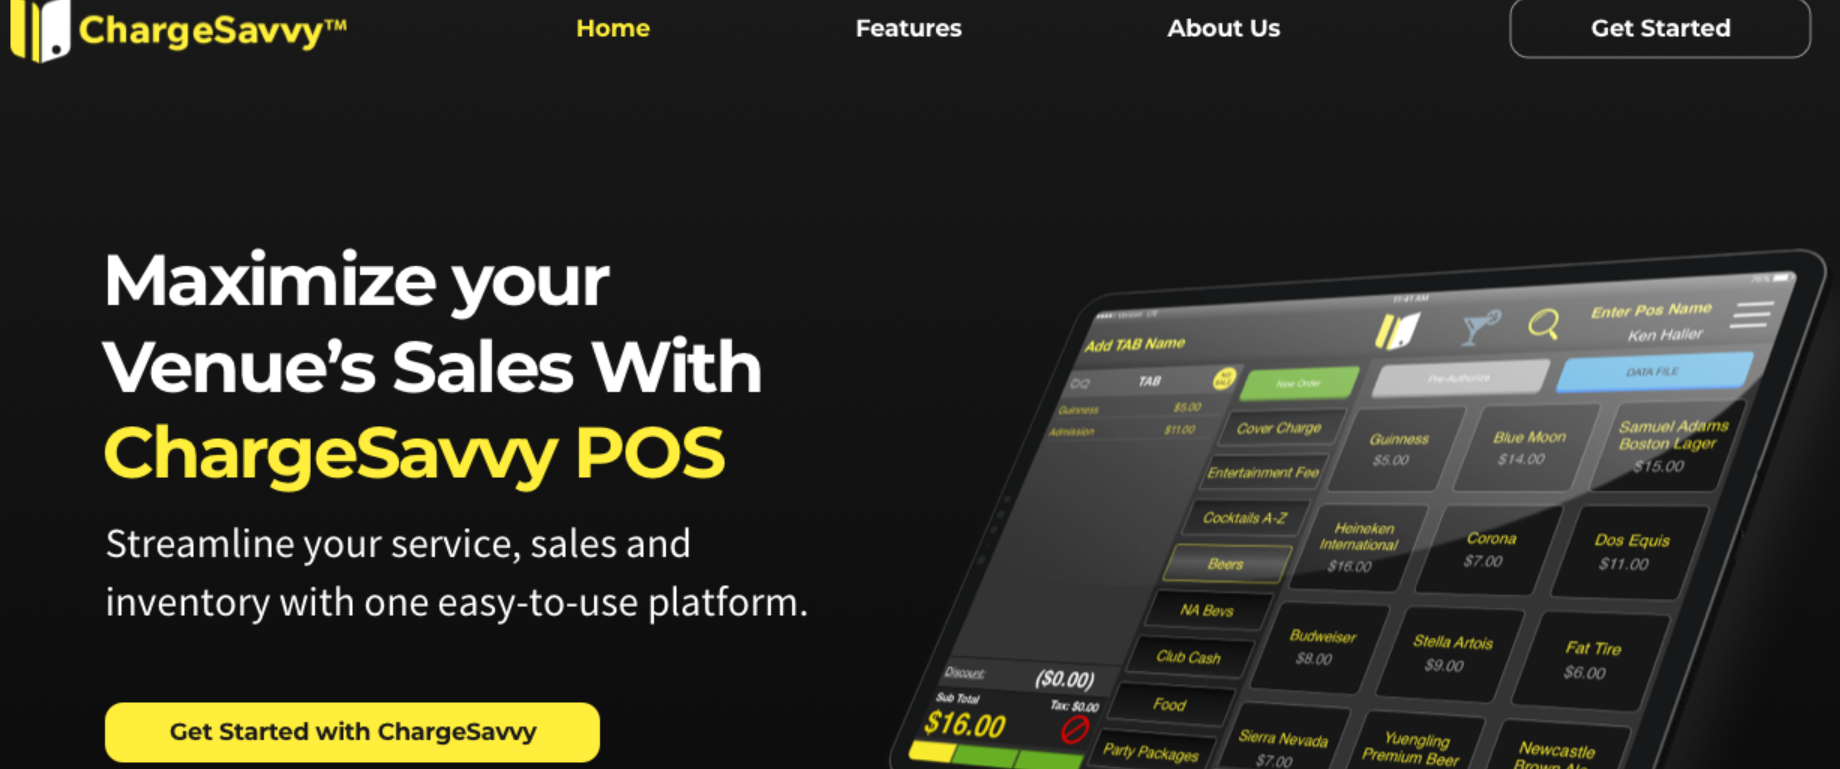 ChargeSavvy™
Home
Features
About Us
Get Started
Maximize your
Venue’s Sales With
ChargeSavvy POS
Streamline your service, sales and
inventory with one easy-to-use platform.
Get Started with ChargeSavvy
11:41 AM
76%
Add TAB Name
Enter Pos Name
Ken Haller
TAB
NO
SALE
New Order
Pre-Authorize
DATA FILE
Guinness $5.00
Admission $11.00
Discount: ($0.00)
Sub Total Tax: $0.00
$16.00
Cover Charge
Entertainment Fee
Cocktails A-Z
Beers
NA Bevs
Club Cash
Food
Party Packages
Guinness
$5.00
Blue Moon
$14.00
Samuel Adams
Boston Lager
$15.00
Heineken
International
$16.00
Corona
$7.00
Dos Equis
$11.00
Budweiser
$8.00
Stella Artois
$9.00
Fat Tire
$6.00
Sierra Nevada
$7.00
Yuengling
Premium Beer
Newcastle
Brown Ale